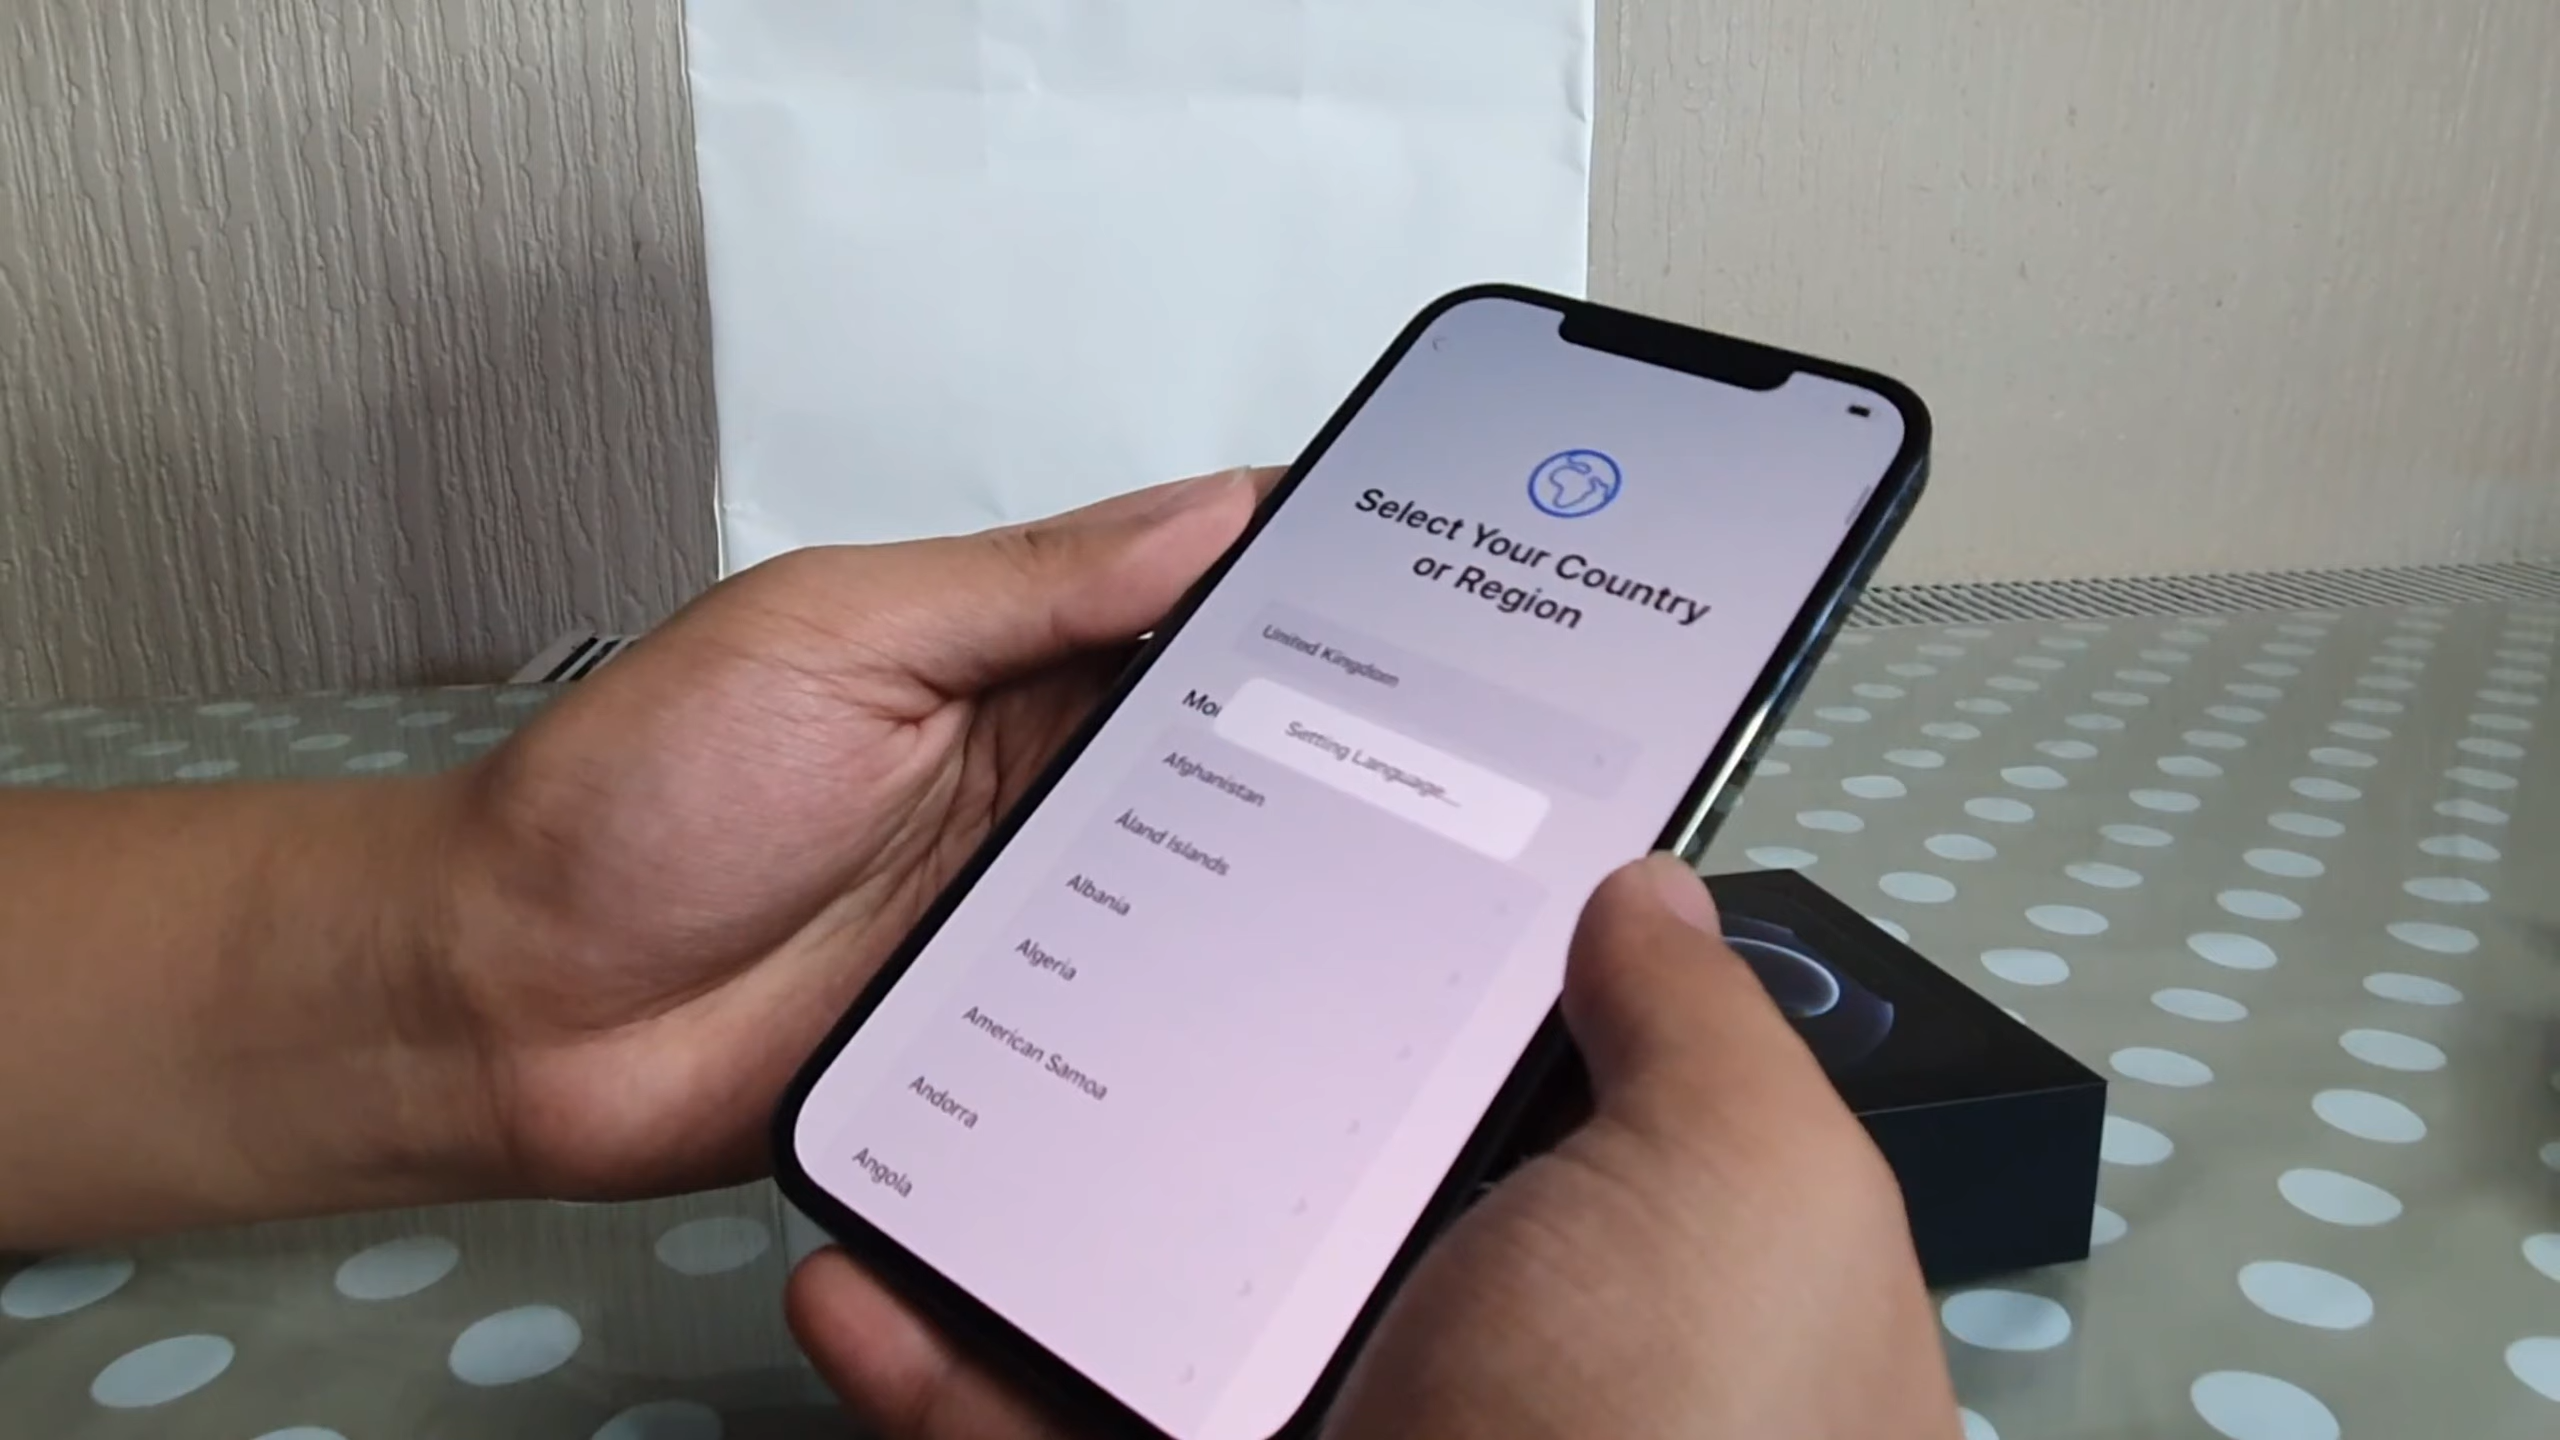 Select Your Country
or Region
United Kingdom
Setting Language...
Afghanistan
Åland Islands
Albania
Algeria
American Samoa
Andorra
Angola